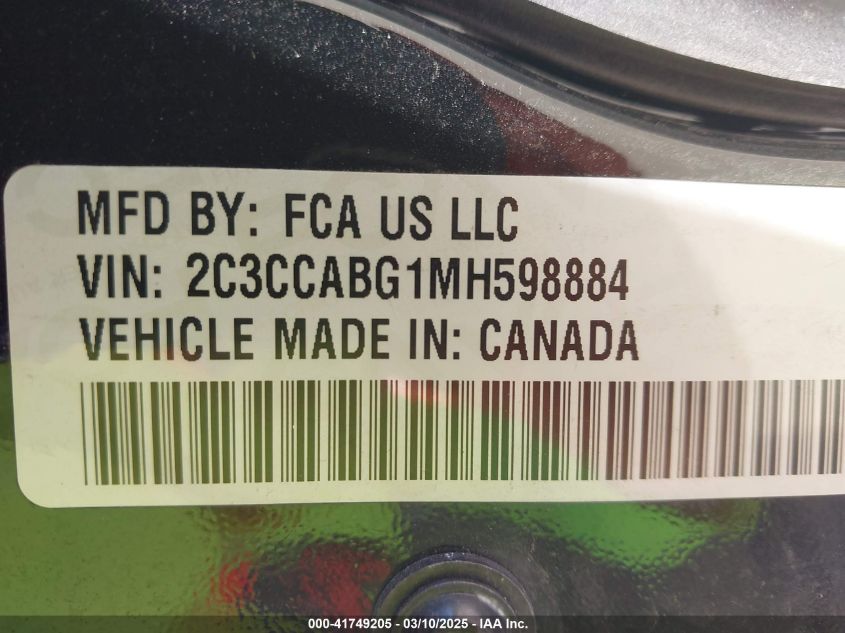 MFD BY: FCA US LLC
VIN: 2C3CCABG1MH598884
VEHICLE MADE IN: CANADA
000-41749205 - 03/10/2025 - IAA Inc.